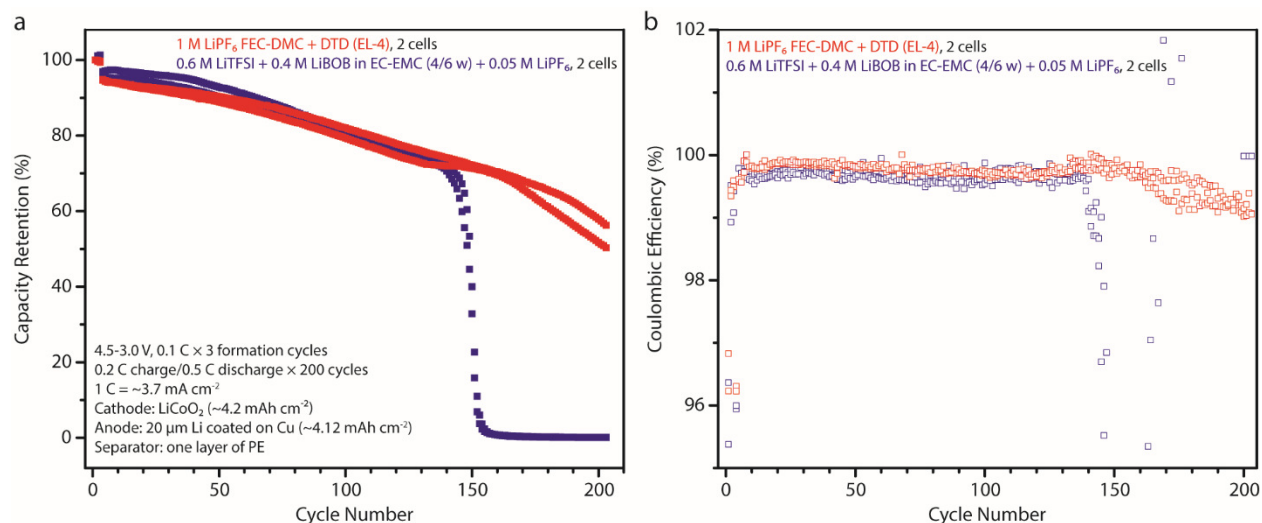 a
1 M LiPF₆ FEC-DMC + DTD (EL-4), 2 cells
0.6 M LiTFSI + 0.4 M LiBOB in EC-EMC (4/6 w) + 0.05 M LiPF₆, 2 cells
100
80
60
40
20
0
Capacity Retention (%)
4.5-3.0 V, 0.1 C × 3 formation cycles
0.2 C charge/0.5 C discharge × 200 cycles
1 C = ~3.7 mA cm⁻²
Cathode: LiCoO₂ (~4.2 mAh cm⁻²)
Anode: 20 μm Li coated on Cu (~4.12 mAh cm⁻²)
Separator: one layer of PE
0 50 100 150 200
Cycle Number
b
1 M LiPF₆ FEC-DMC + DTD (EL-4), 2 cells
0.6 M LiTFSI + 0.4 M LiBOB in EC-EMC (4/6 w) + 0.05 M LiPF₆, 2 cells
102
100
98
96
Coulombic Efficiency (%)
0 50 100 150 200
Cycle Number